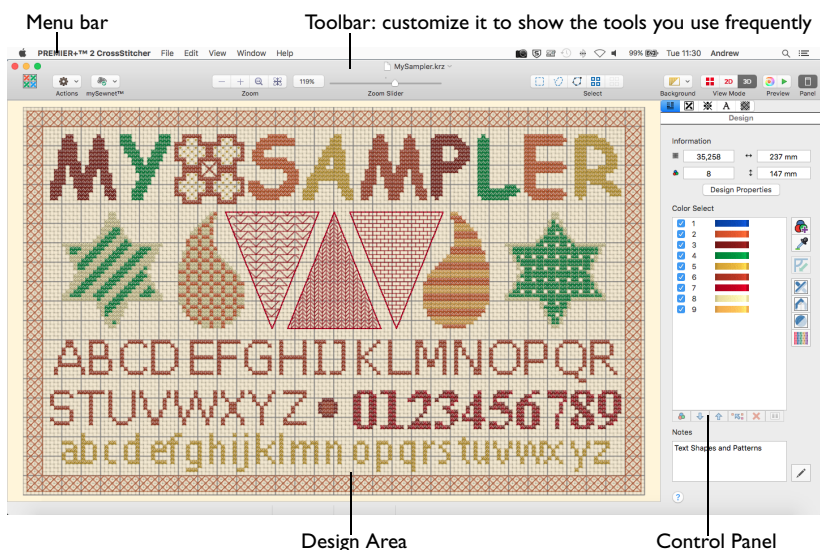 Menu bar
Toolbar: customize it to show the tools you use frequently
PREMIER+™ 2 CrossStitcher File Edit View Window Help
99% Tue 11:30 Andrew
MySampler.krz
119%
Actions mySewnet™ Zoom Zoom Slider Select Background View Mode Preview Panel
2D 3D
A
Design
MY SAMPLER
Information
35,258 237 mm
8 147 mm
Design Properties
Color Select
1
2
3
4
5
6
7
8
9
ABCDEFGHIJKLMNOPQR
STUVWXYZ 0123456789
abcdefghijklmnopqrstuvwxyz
Notes
Text Shapes and Patterns
?
Design Area
Control Panel